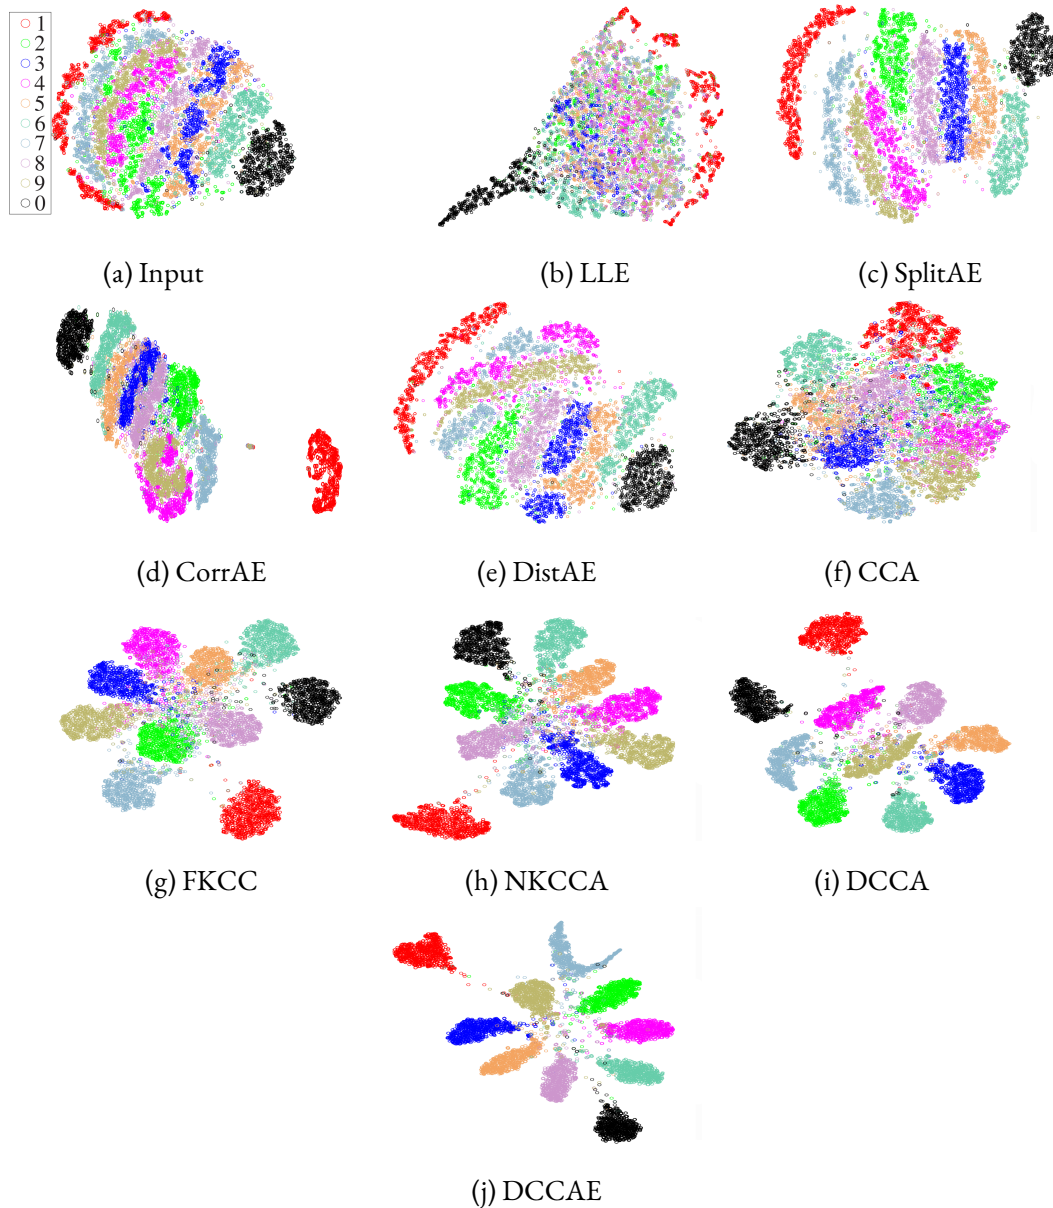 1
2
3
4
5
6
7
8
9
0
(a) Input
(b) LLE
(c) SplitAE
(d) CorrAE
(e) DistAE
(f) CCA
(g) FKCC
(h) NKCCA
(i) DCCA
(j) DCCAE